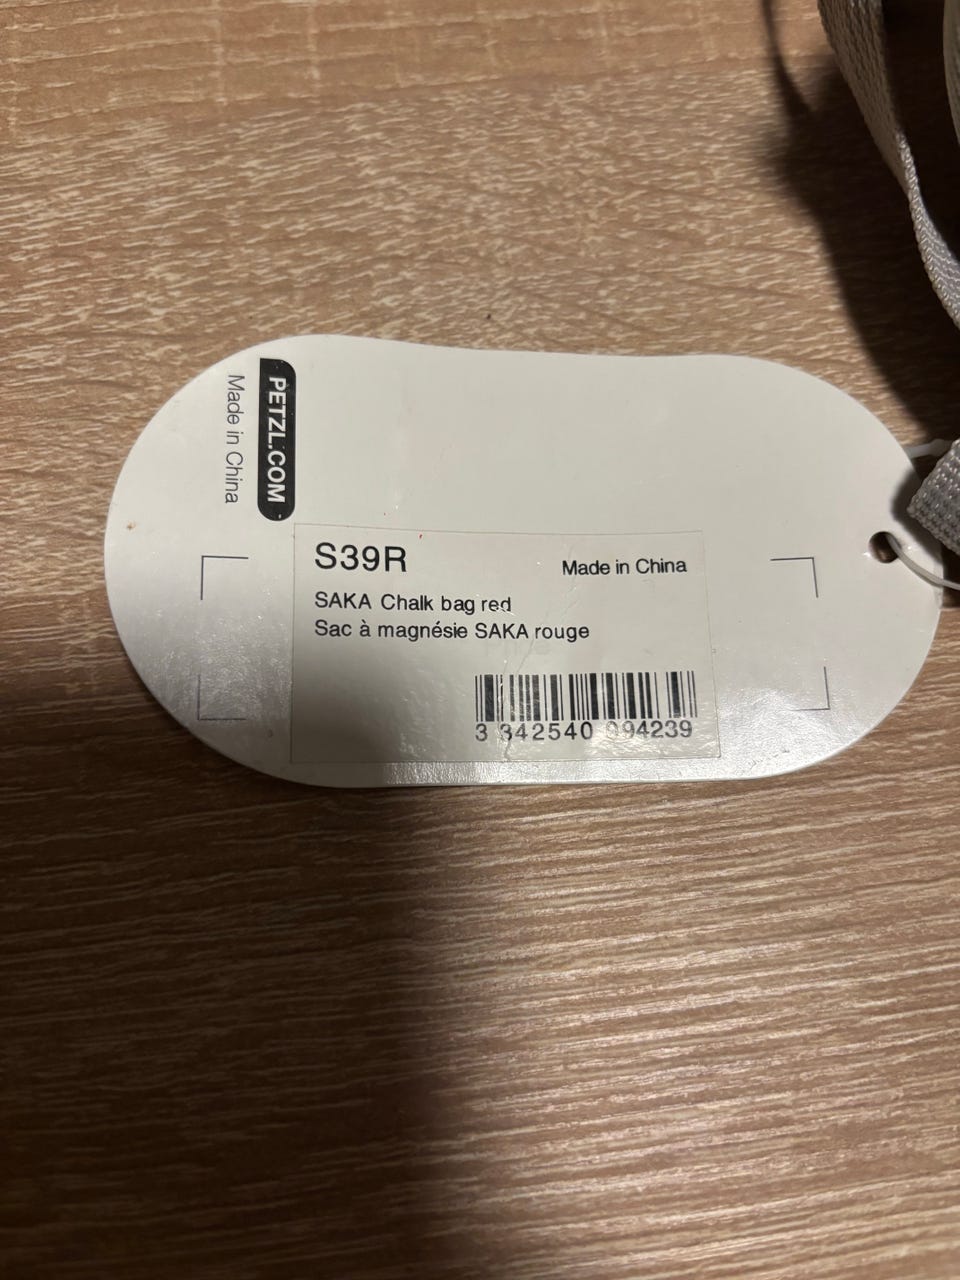 PETZL.COM
Made in China
S39R
Made in China
SAKA Chalk bag red
Sac à magnésie SAKA rouge
3 342540 094239